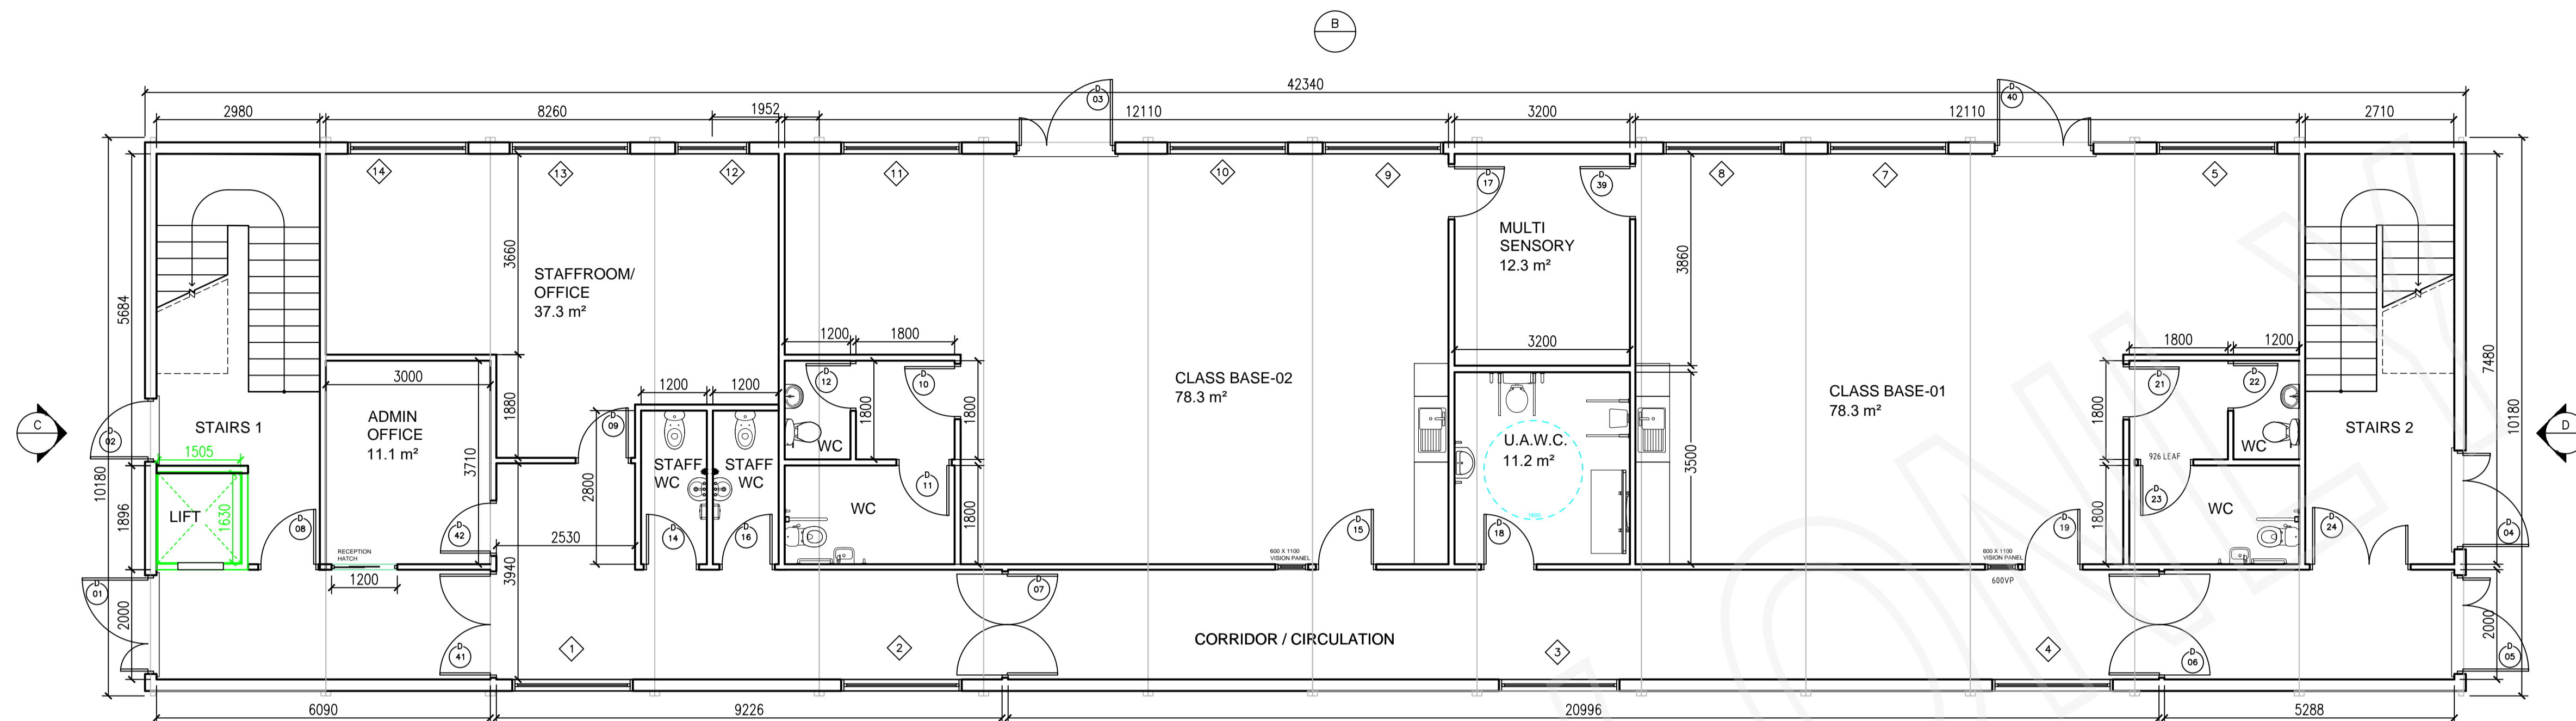 B
42340
2980
8260
1952
12110
3200
12110
2710
D
03
D
40
14
13
12
11
10
9
8
7
5
D
17
D
39
MULTI
SENSORY
12.3 m²
3660
3860
5684
STAFFROOM/
OFFICE
37.3 m²
1200
1800
3200
1800
1200
7480
3000
1880
1200
1200
D
12
D
10
1800
1800
CLASS BASE-02
78.3 m²
CLASS BASE-01
78.3 m²
D
21
D
22
1800
ADMIN
OFFICE
11.1 m²
3710
D
09
STAIRS 1
C
D
02
1505
WC
U.A.W.C.
11.2 m²
3500
WC
926 LEAF
STAIRS 2
D
10180
10180
STAFF
WC
STAFF
WC
2800
D
11
D
23
1896
LIFT
1630
D
08
D
42
WC
1800
1800
WC
1800
D
14
D
16
D
15
D
18
D
19
D
24
D
04
2530
RECEPTION
HATCH
1200
3940
600 X 1100
VISION PANEL
600 X 1100
VISION PANEL
600VP
D
01
2000
D
07
2000
CORRIDOR / CIRCULATION
D
41
1
2
3
4
D
06
D
05
6090
9226
20996
5288
ONLY